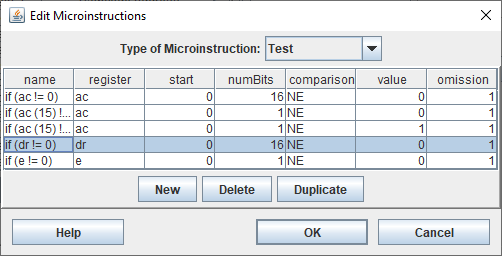 Edit Microinstructions
Type of Microinstruction: Test
name register start numBits comparison value omission
if (ac != 0) ac 0 16 NE 0 1
if (ac (15) !... ac 0 1 NE 0 1
if (ac (15) !... ac 0 1 NE 1 1
if (dr != 0) dr 0 16 NE 0 1
if (e != 0) e 0 1 NE 0 1
New Delete Duplicate
Help OK Cancel